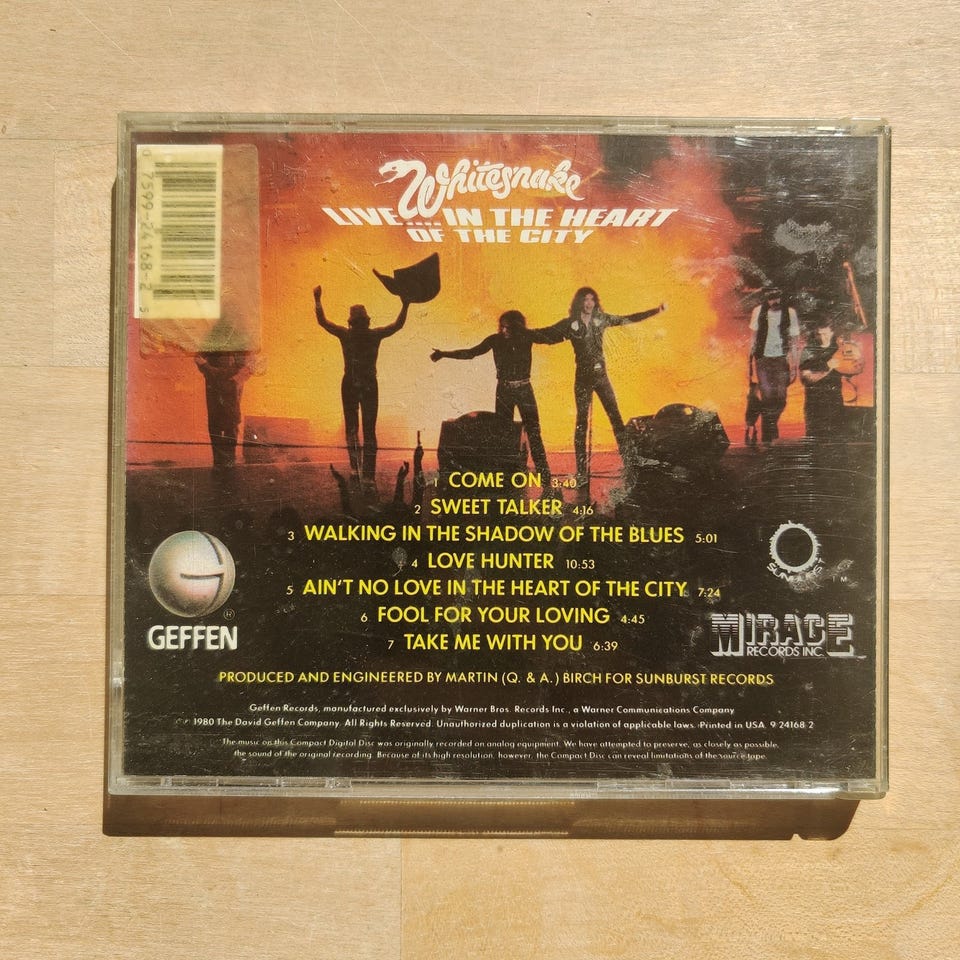 Whitesnake
LIVE...IN THE HEART
OF THE CITY
0 7599-24168-2 5
1 COME ON 3:40
2 SWEET TALKER 4:16
3 WALKING IN THE SHADOW OF THE BLUES 5:01
4 LOVE HUNTER 10:53
5 AIN'T NO LOVE IN THE HEART OF THE CITY 7:24
6 FOOL FOR YOUR LOVING 4:45
7 TAKE ME WITH YOU 6:39
G ®
GEFFEN
SUNBURST TM
MIRAGE
RECORDS INC.
PRODUCED AND ENGINEERED BY MARTIN (Q. & A.) BIRCH FOR SUNBURST RECORDS
Geffen Records, manufactured exclusively by Warner Bros. Records Inc., a Warner Communications Company
1980 The David Geffen Company. All Rights Reserved. Unauthorized duplication is a violation of applicable laws. Printed in USA. 9 24168-2
The music on this Compact Digital Disc was originally recorded on analog equipment. We have attempted to preserve, as closely as possible,
the sound of the original recording. Because of its high resolution, however, the Compact Disc can reveal limitations of the source tape.